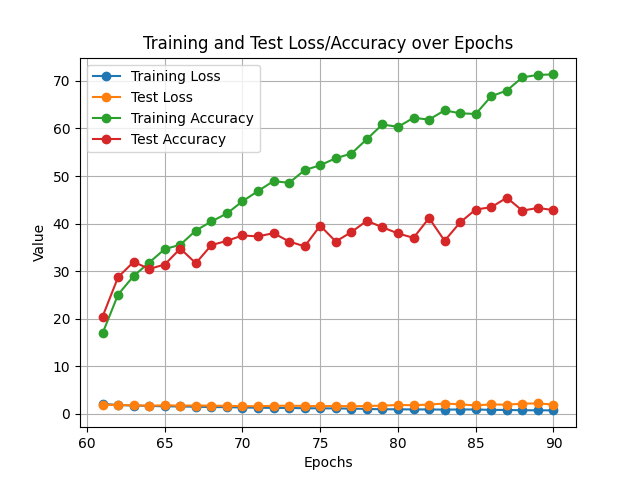 Training and Test Loss/Accuracy over Epochs
Training Loss
Test Loss
Training Accuracy
Test Accuracy
70
60
50
40
30
20
10
0
Value
60 65 70 75 80 85 90
Epochs